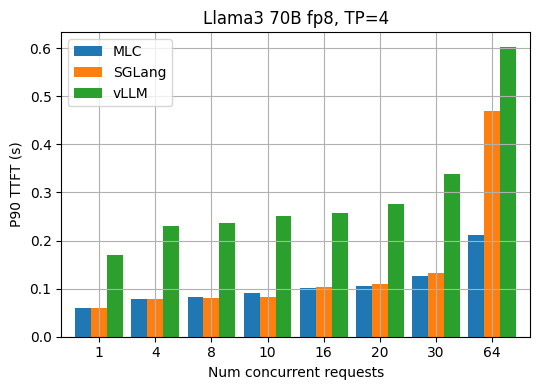 Llama3 70B fp8, TP=4
MLC
SGLang
vLLM
P90 TTFT (s)
0.6
0.5
0.4
0.3
0.2
0.1
0.0
1 4 8 10 16 20 30 64
Num concurrent requests